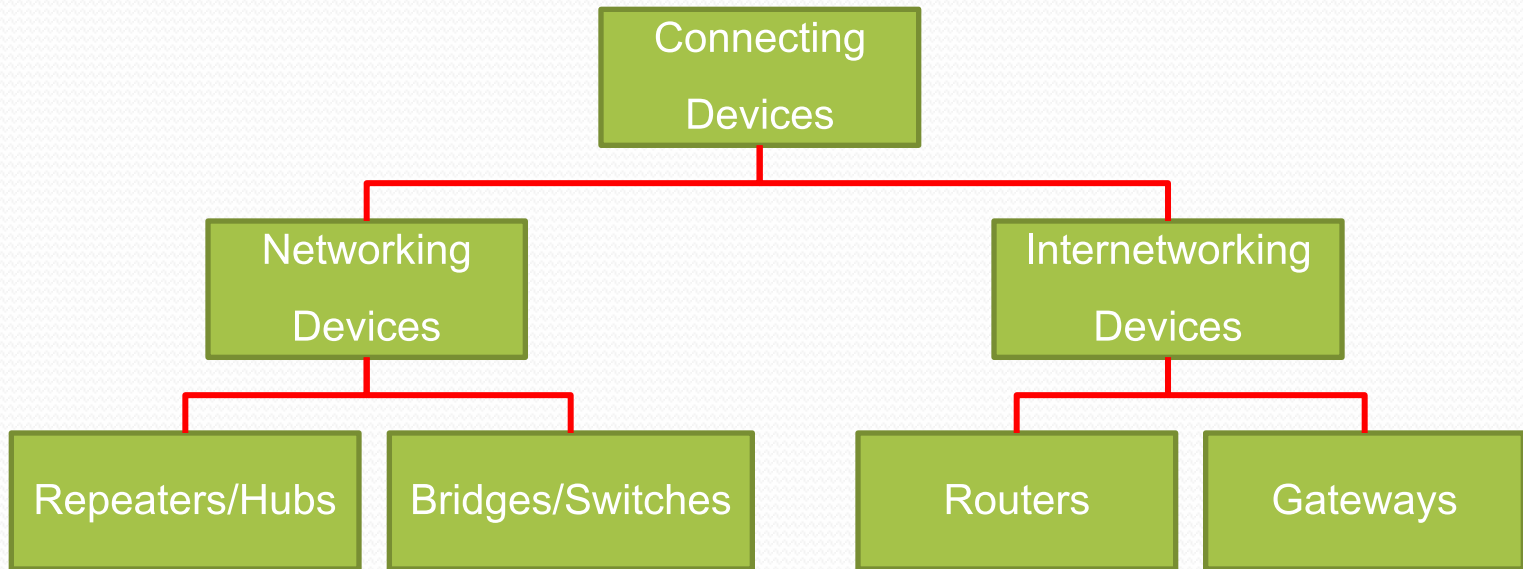 Connecting
Devices
Networking
Devices
Internetworking
Devices
Repeaters/Hubs
Bridges/Switches
Routers
Gateways